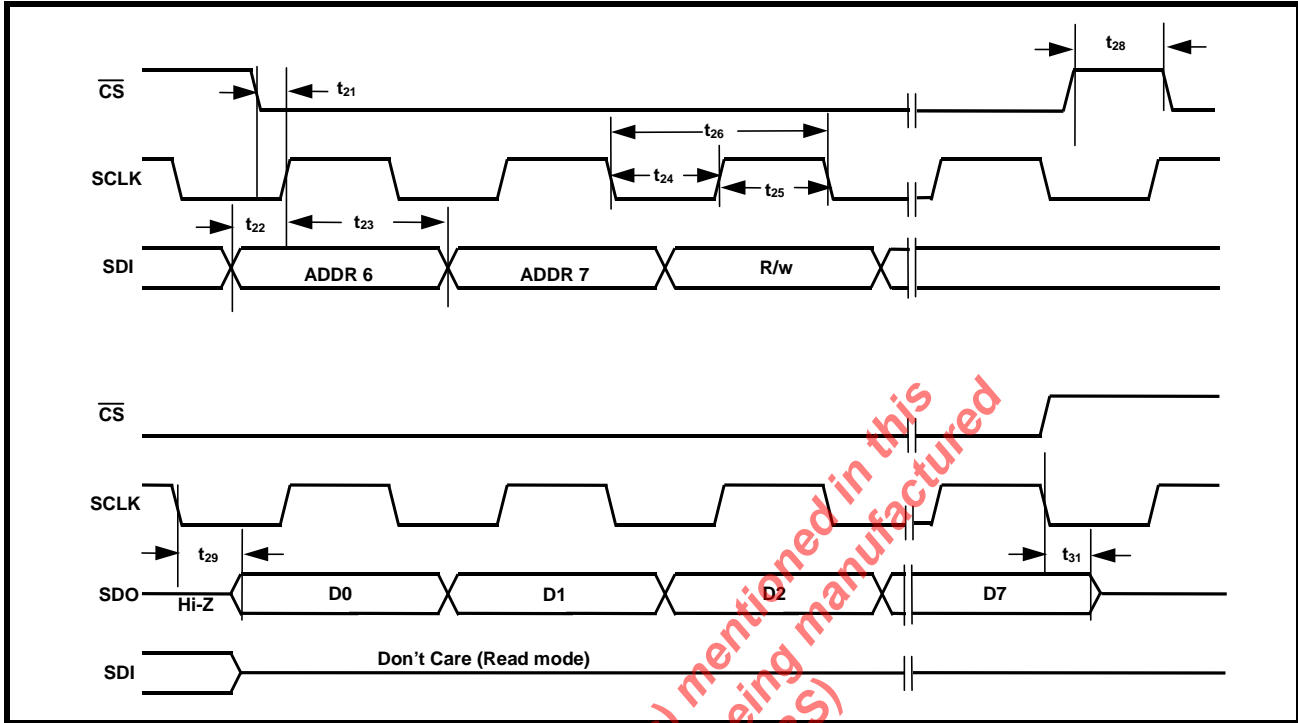 t28
CS
t21
t26
SCLK
t24
t25
t22
t23
SDI
ADDR 6
ADDR 7
R/w
CS
SCLK
t29
t31
SDO
Hi-Z
D0
D1
D2
D7
Don't Care (Read mode)
SDI
mentioned in this
eing manufactured
S)